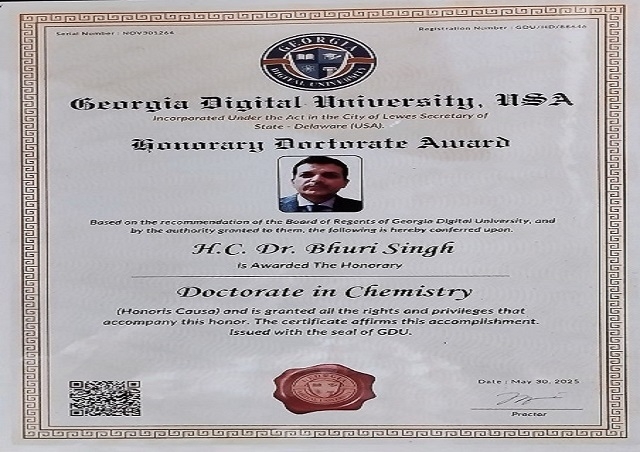 Serial Number : NOV301264
Registration Number : GDU/HD/88646
GEORGIA
DIGITAL UNIVERSITY
Georgia Digital University, USA
Incorporated Under the Act in the City of Lewes Secretary of
State - Delaware (USA).
Honorary Doctorate Award
Based on the recommendation of the Board of Regents of Georgia Digital University, and
by the authority granted to them, the following is hereby conferred upon.
H.C. Dr. Bhuri Singh
is Awarded The Honorary
Doctorate in Chemistry
(Honoris Causa) and is granted all the rights and privileges that
accompany this honor. The certificate affirms this accomplishment.
Issued with the seal of GDU.
Date : May 30, 2025
Proctor